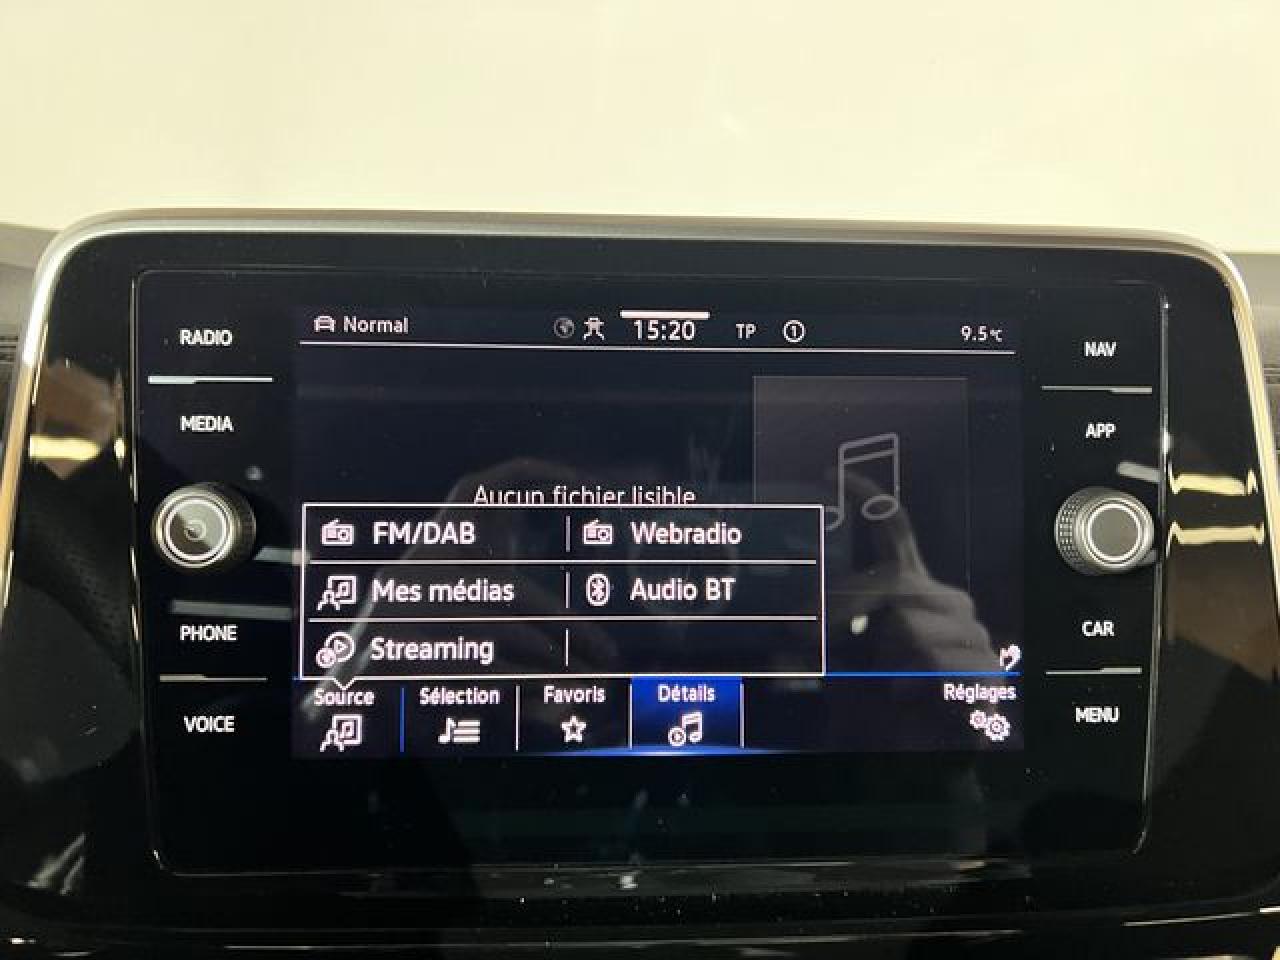 RADIO
MEDIA
PHONE
VOICE
Normal
15:20
TP
1
9.5°C
Aucun fichier lisible
FM/DAB
Webradio
Mes médias
Audio BT
Streaming
Source
Sélection
Favoris
Détails
Réglages
NAV
APP
CAR
MENU